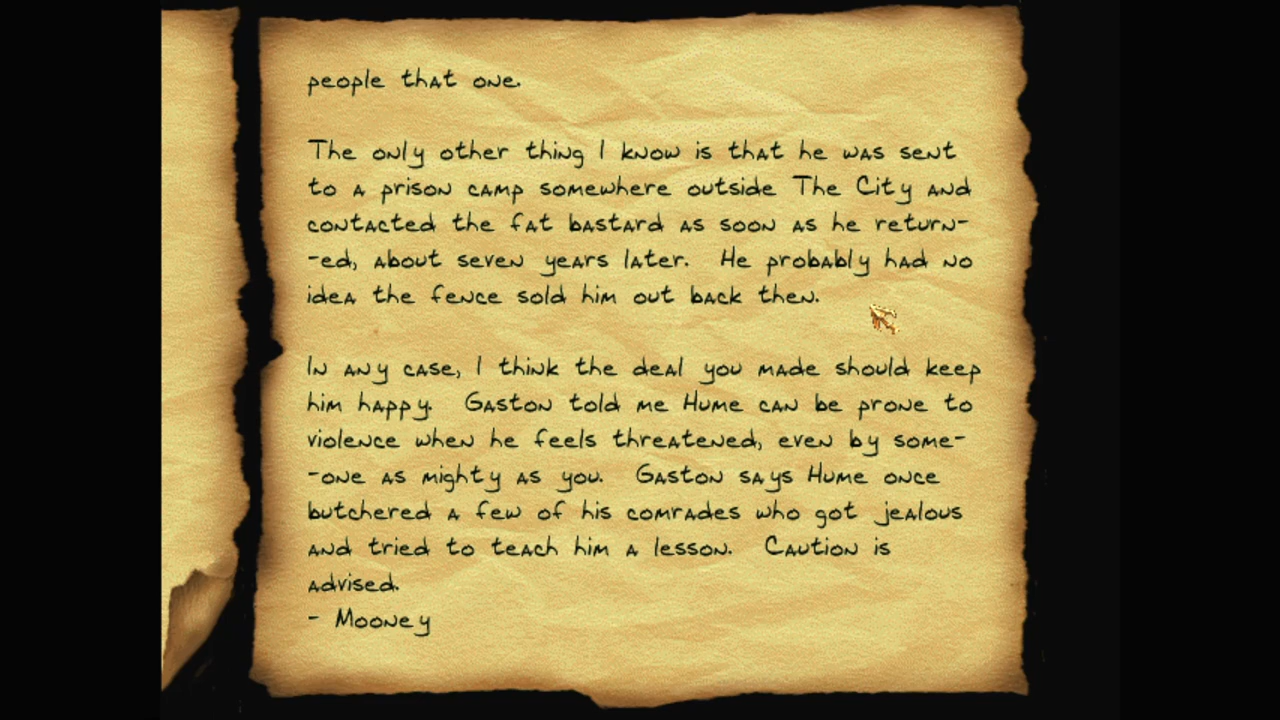 people that one.
The only other thing I know is that he was sent
to a prison camp somewhere outside The City and
contacted the fat bastard as soon as he return-
-ed, about seven years later. He probably had no
idea the fence sold him out back then.
In any case, I think the deal you made should keep
him happy. Gaston told me Hume can be prone to
violence when he feels threatened, even by some-
-one as mighty as you. Gaston says Hume once
butchered a few of his comrades who got jealous
and tried to teach him a lesson. Caution is
advised.
- Mooney